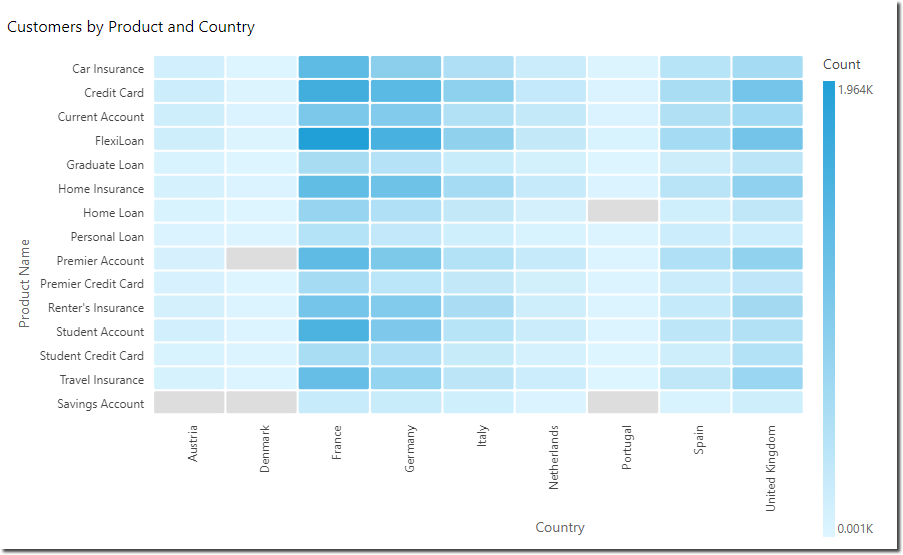 Customers by Product and Country
Count
1.964K
0.001K
Product Name
Car Insurance
Credit Card
Current Account
FlexiLoan
Graduate Loan
Home Insurance
Home Loan
Personal Loan
Premier Account
Premier Credit Card
Renter's Insurance
Student Account
Student Credit Card
Travel Insurance
Savings Account
Austria
Denmark
France
Germany
Italy
Netherlands
Portugal
Spain
United Kingdom
Country